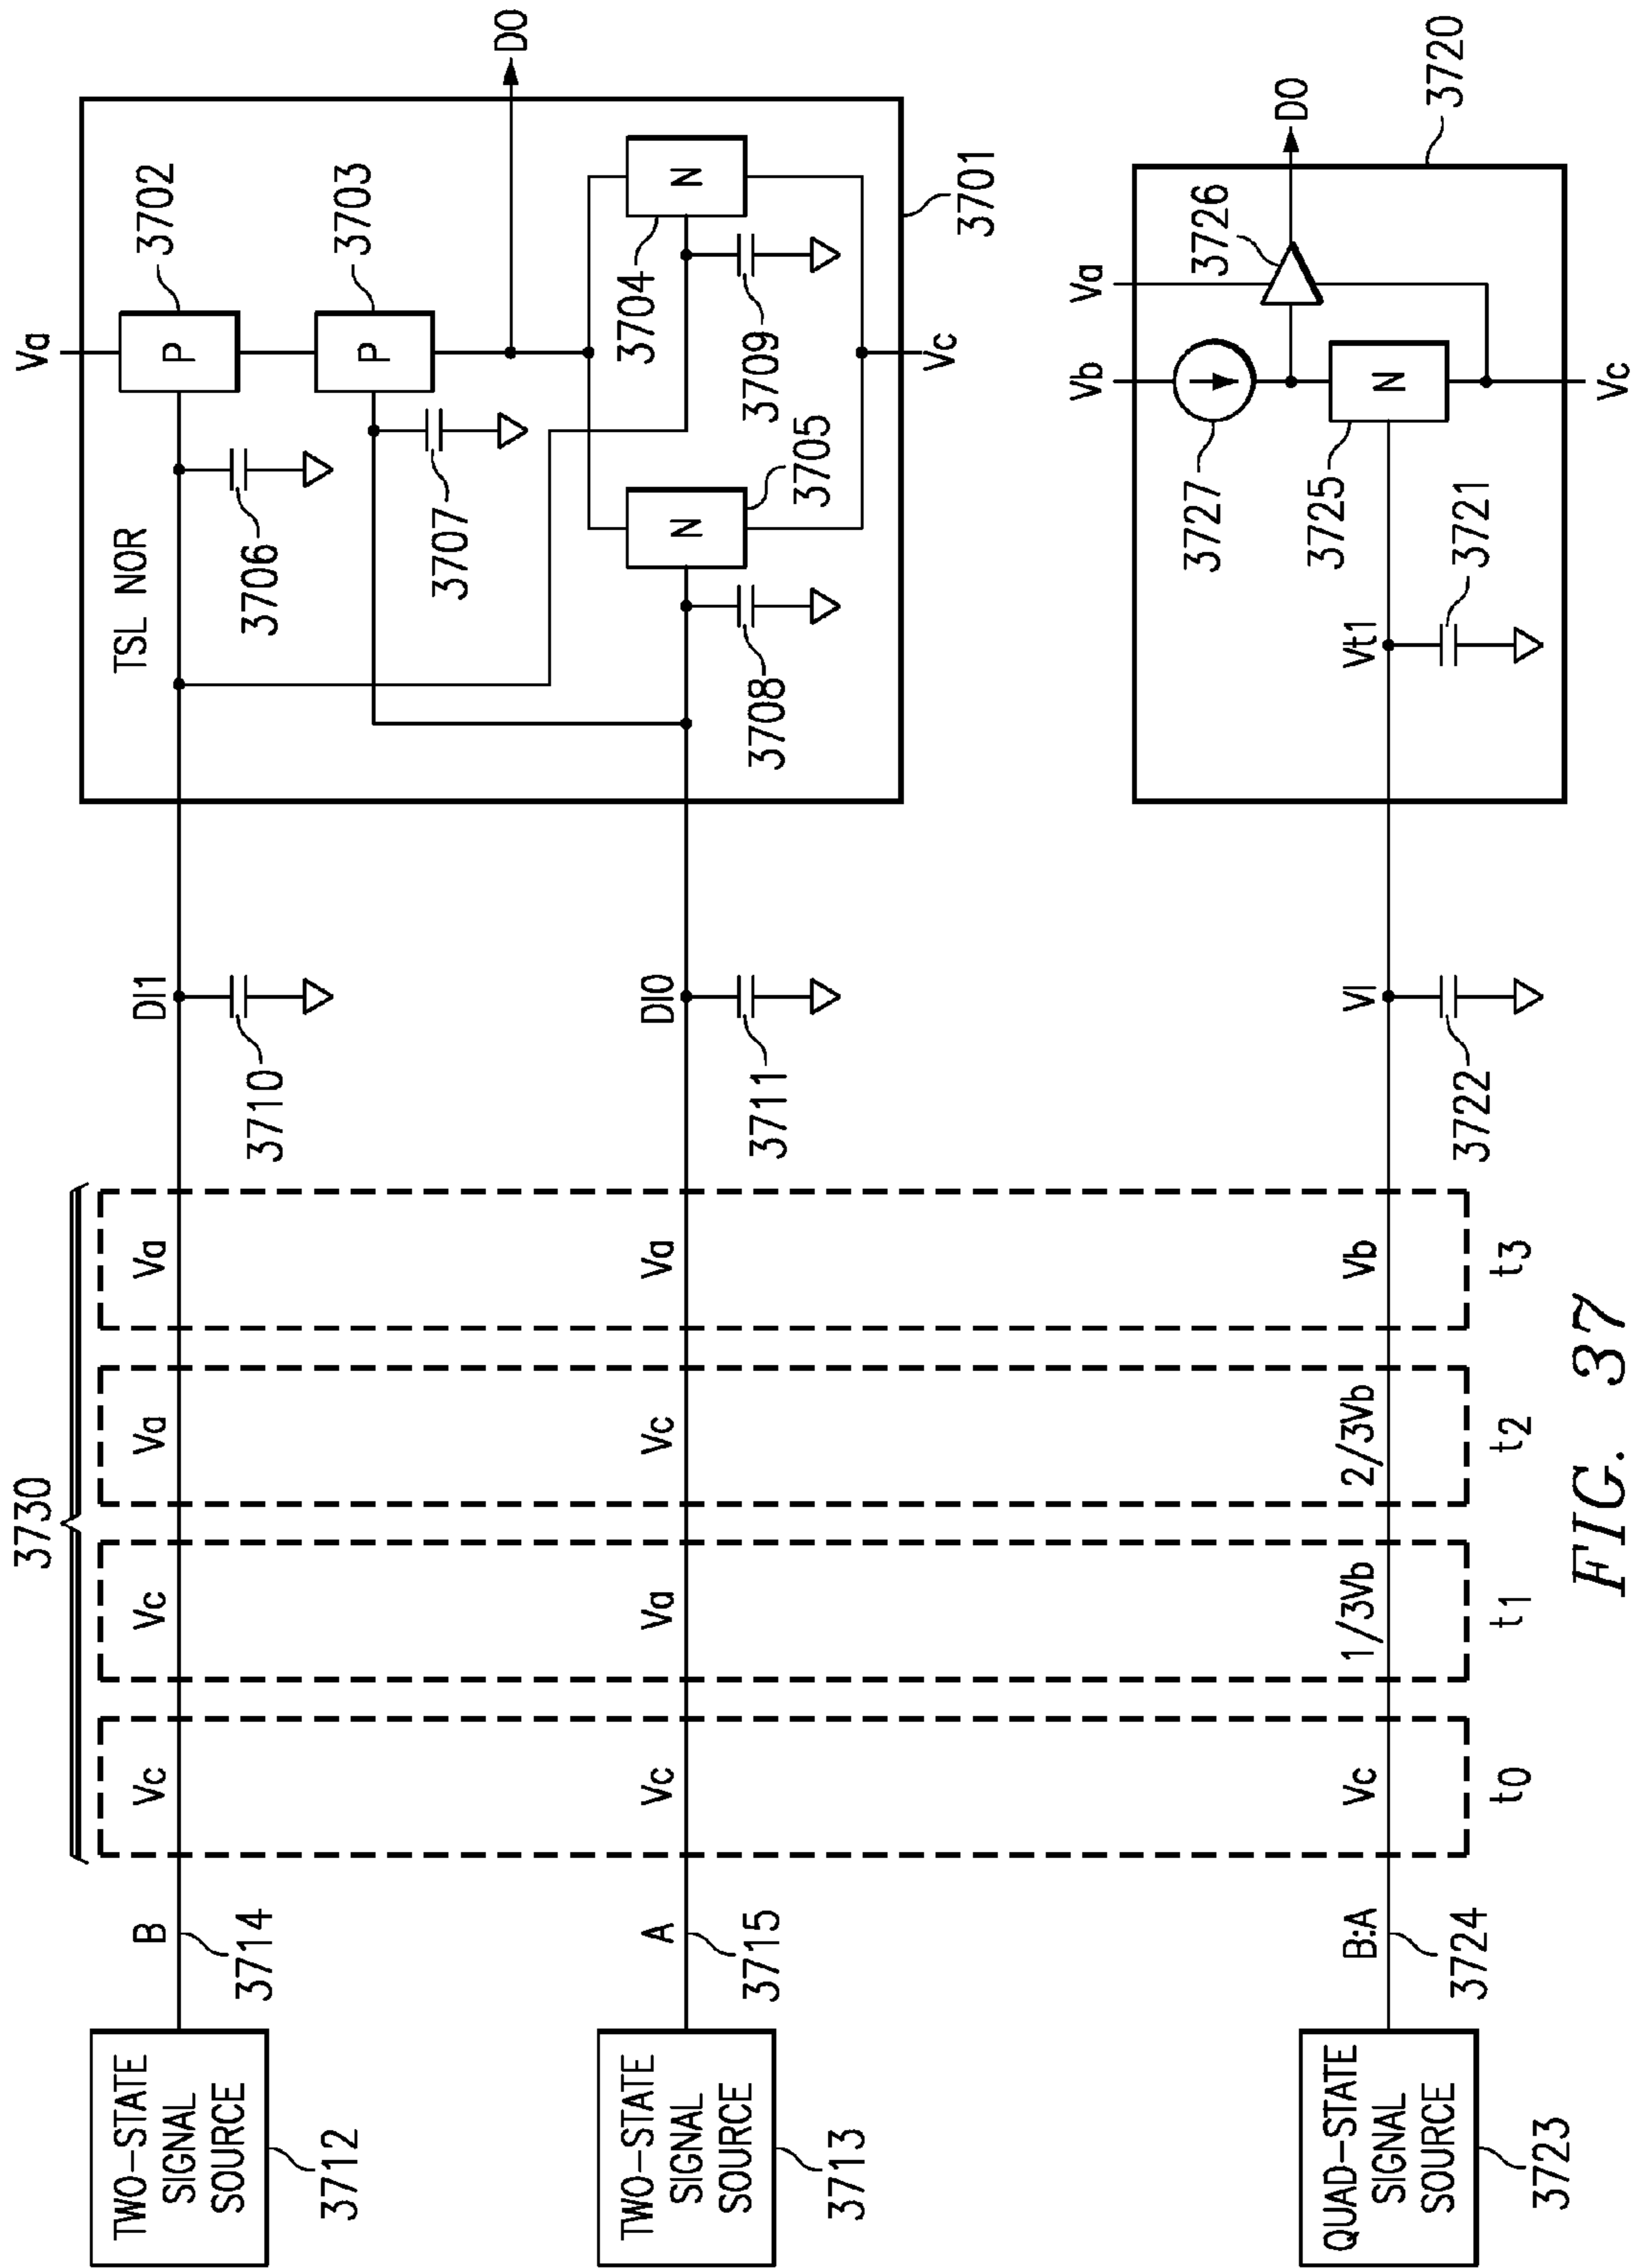 3730
TWO-STATE
SIGNAL
SOURCE
3712
B
3714
Vc
Vc
Va
Va
DI1
3710
TSL NOR
3706
Va
P
3702
P
3703
3707
DO
N
3704
3709
N
3705
3708
Vc
3701
TWO-STATE
SIGNAL
SOURCE
3713
A
3715
Vc
Va
Vc
Va
DI0
3711
QUAD-STATE
SIGNAL
SOURCE
3723
B:A
3724
Vc
1/3Vb
2/3Vb
Vb
t0
t1
t2
t3
VI
3722
Vt1
3721
Vb
Va
3727
N
3725
3726
DO
Vc
3720
FIG. 37